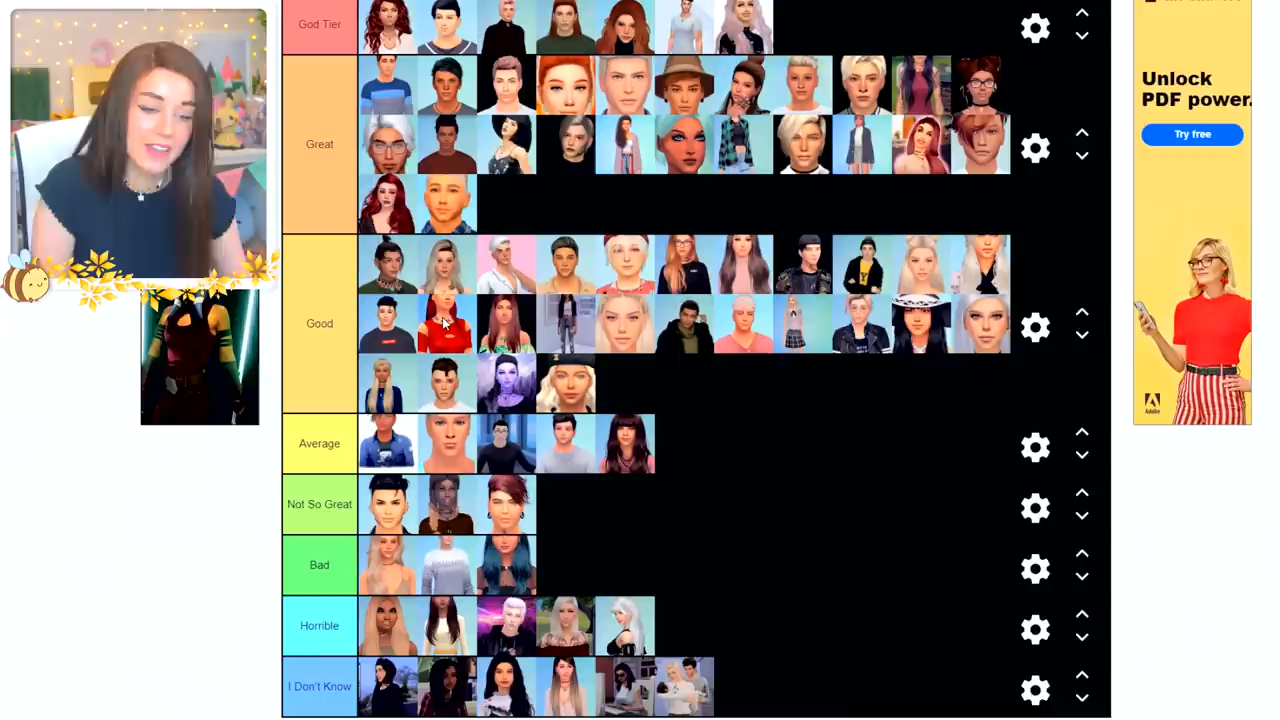 God Tier
Great
Good
Average
Not So Great
Bad
Horrible
I Don't Know
Unlock
PDF power.
Try free
Adobe